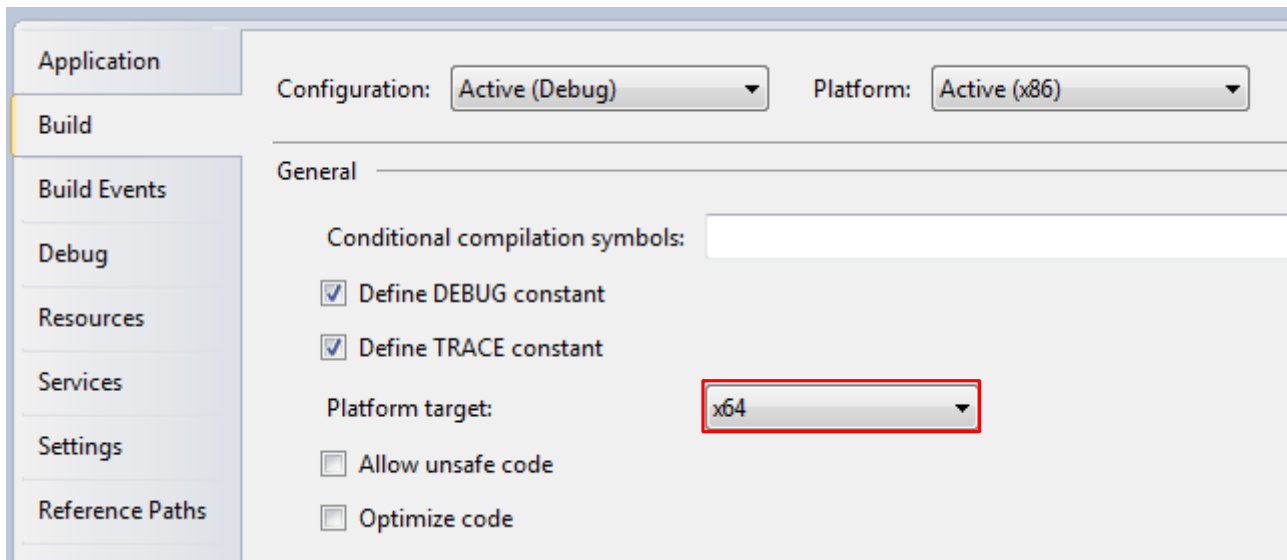 Application
Build
Build Events
Debug
Resources
Services
Settings
Reference Paths
Configuration: Active (Debug) Platform: Active (x86)
General
Conditional compilation symbols:
Define DEBUG constant
Define TRACE constant
Platform target: x64
Allow unsafe code
Optimize code